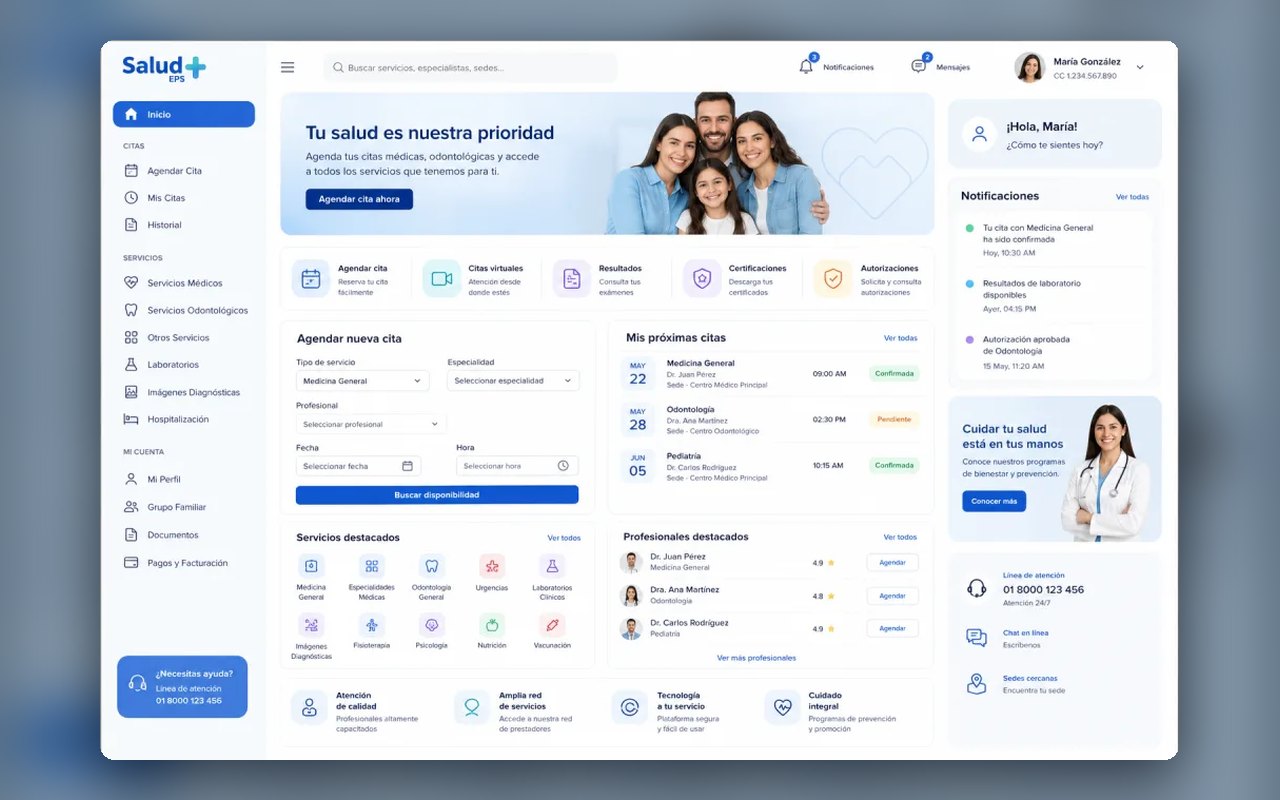 Salud
EPS
Inicio
CITAS
Agendar Cita
Mis Citas
Historial
SERVICIOS
Servicios Médicos
Servicios Odontológicos
Otros Servicios
Laboratorios
Imágenes Diagnósticas
Hospitalización
MI CUENTA
Mi Perfil
Grupo Familiar
Documentos
Pagos y Facturación
¿Necesitas ayuda?
Línea de atención
01 8000 123 456
Buscar servicios, especialistas, sedes...
3
Notificaciones
2
Mensajes
María González
CC 1.234.567.890
Tu salud es nuestra prioridad
Agenda tus citas médicas, odontológicas y accede
a todos los servicios que tenemos para ti.
Agendar cita ahora
Agendar cita
Reserva tu cita
fácilmente
Citas virtuales
Atención desde
donde estés
Resultados
Consulta tus
exámenes
Certificaciones
Descarga tus
certificados
Autorizaciones
Solicita y consulta
autorizaciones
Agendar nueva cita
Tipo de servicio
Medicina General
Especialidad
Seleccionar especialidad
Profesional
Seleccionar profesional
Fecha
Seleccionar fecha
Hora
Seleccionar hora
Buscar disponibilidad
Mis próximas citas
Ver todas
MAY
22
Medicina General
Dr. Juan Pérez
Sede - Centro Médico Principal
09:00 AM
Confirmada
MAY
28
Odontología
Dra. Ana Martínez
Sede - Centro Odontológico
02:30 PM
Pendiente
JUN
05
Pediatría
Dr. Carlos Rodríguez
Sede - Centro Médico Principal
10:15 AM
Confirmada
Servicios destacados
Ver todos
Medicina
General
Especialidades
Médicas
Odontología
General
Urgencias
Laboratorios
Clínicos
Imágenes
Diagnósticas
Fisioterapia
Psicología
Nutrición
Vacunación
Profesionales destacados
Ver todos
Dr. Juan Pérez
Medicina General
4.9
Agendar
Dra. Ana Martínez
Odontología
4.8
Agendar
Dr. Carlos Rodríguez
Pediatría
4.9
Agendar
Ver más profesionales
Atención
de calidad
Profesionales altamente
capacitados
Amplia red
de servicios
Accede a nuestra red
de prestadores
Tecnología
a tu servicio
Plataforma segura
y fácil de usar
Cuidado
integral
Programas de prevención
y promoción
¡Hola, María!
¿Cómo te sientes hoy?
Notificaciones
Ver todas
Tu cita con Medicina General
ha sido confirmada
Hoy, 10:30 AM
Resultados de laboratorio
disponibles
Ayer, 04:15 PM
Autorización aprobada
de Odontología
15 May, 11:20 AM
Cuidar tu salud
está en tus manos
Conoce nuestros programas
de bienestar y prevención.
Conocer más
Línea de atención
01 8000 123 456
Atención 24/7
Chat en línea
Escríbenos
Sedes cercanas
Encuentra tu sede